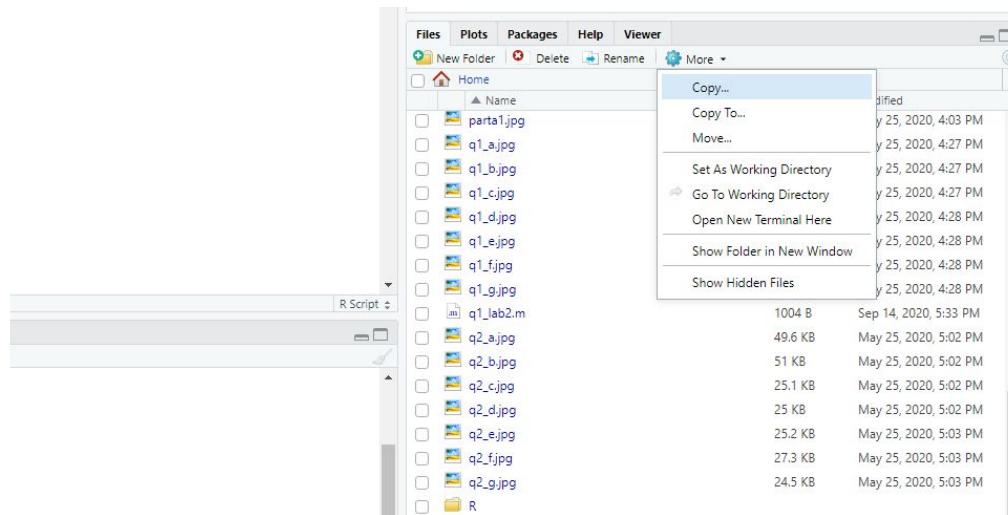 Files Plots Packages Help Viewer
New Folder Delete Rename More
Home
Name
Copy...
Copy To...
Move...
Set As Working Directory
Go To Working Directory
Open New Terminal Here
Show Folder in New Window
Show Hidden Files
parta1.jpg 25, 2020, 4:03 PM
q1_a.jpg 25, 2020, 4:27 PM
q1_b.jpg 25, 2020, 4:27 PM
q1_c.jpg 25, 2020, 4:27 PM
q1_d.jpg 25, 2020, 4:28 PM
q1_e.jpg 25, 2020, 4:28 PM
q1_f.jpg 25, 2020, 4:28 PM
q1_g.jpg 25, 2020, 4:28 PM
R Script
q1_lab2.m 1004 B Sep 14, 2020, 5:33 PM
q2_a.jpg 49.6 KB May 25, 2020, 5:02 PM
q2_b.jpg 51 KB May 25, 2020, 5:02 PM
q2_c.jpg 25.1 KB May 25, 2020, 5:02 PM
q2_d.jpg 25 KB May 25, 2020, 5:02 PM
q2_e.jpg 25.2 KB May 25, 2020, 5:03 PM
q2_f.jpg 27.3 KB May 25, 2020, 5:03 PM
q2_g.jpg 24.5 KB May 25, 2020, 5:03 PM
R